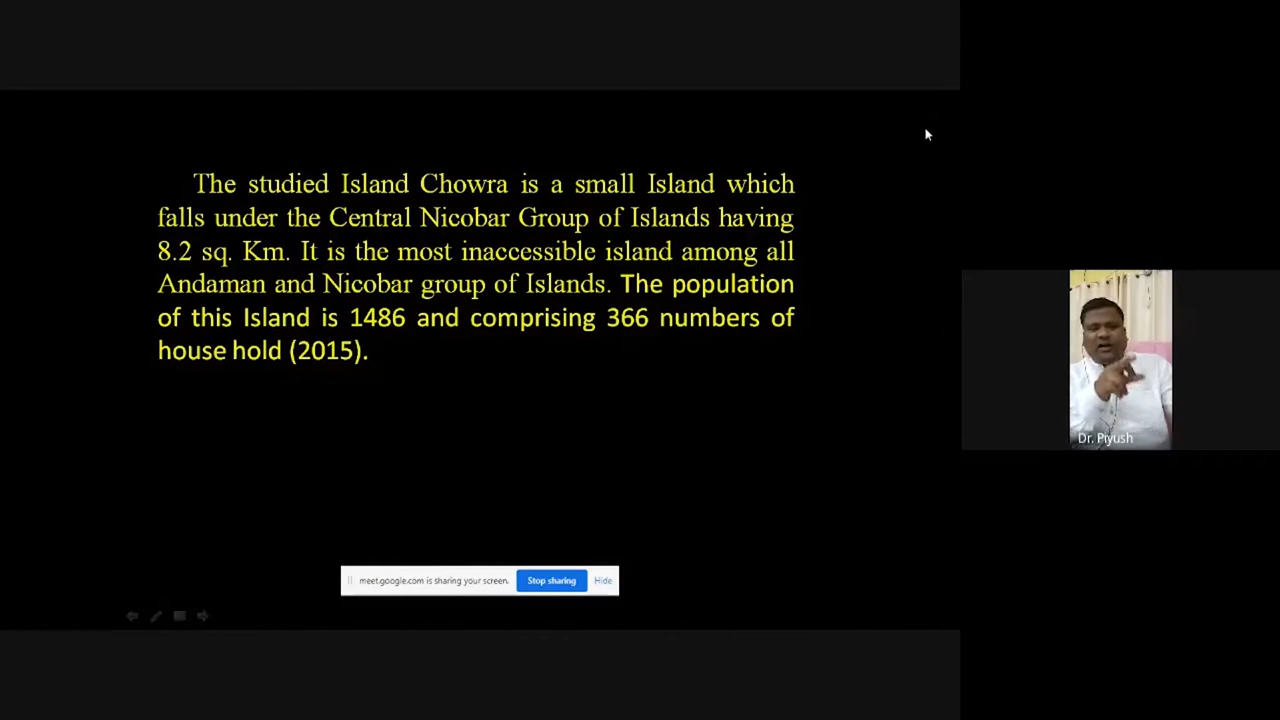 The studied Island Chowra is a small Island which
falls under the Central Nicobar Group of Islands having
8.2 sq. Km. It is the most inaccessible island among all
Andaman and Nicobar group of Islands. The population
of this Island is 1486 and comprising 366 numbers of
house hold (2015).
Dr. Piyush
meet.google.com is sharing your screen. Stop sharing Hide